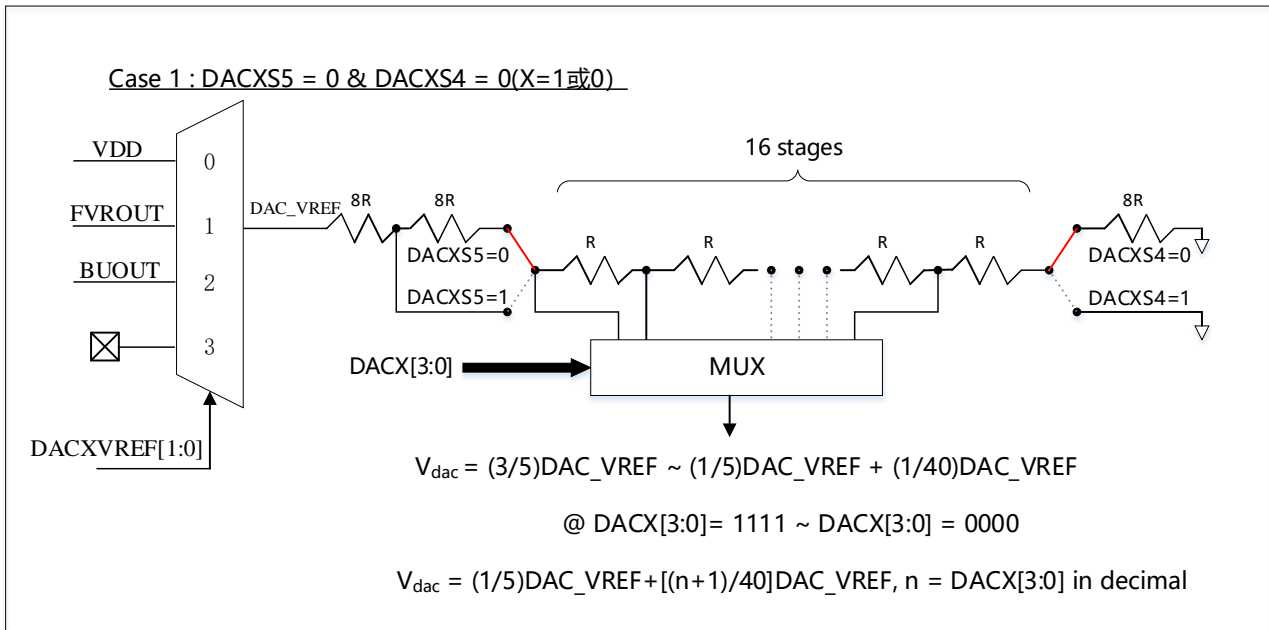 Case 1 : DACXS5 = 0 & DACXS4 = 0(X=1或0)
VDD
0
16 stages
FVROUT
1
DAC_VREF
8R
8R
8R
DACXS5=0
R
R
R
R
DACXS4=0
BUOUT
2
DACXS5=1
DACXS4=1
3
DACX[3:0]
MUX
DACXVREF[1:0]
Vdac = (3/5)DAC_VREF ~ (1/5)DAC_VREF + (1/40)DAC_VREF
@ DACX[3:0]= 1111 ~ DACX[3:0] = 0000
Vdac = (1/5)DAC_VREF+[(n+1)/40]DAC_VREF, n = DACX[3:0] in decimal